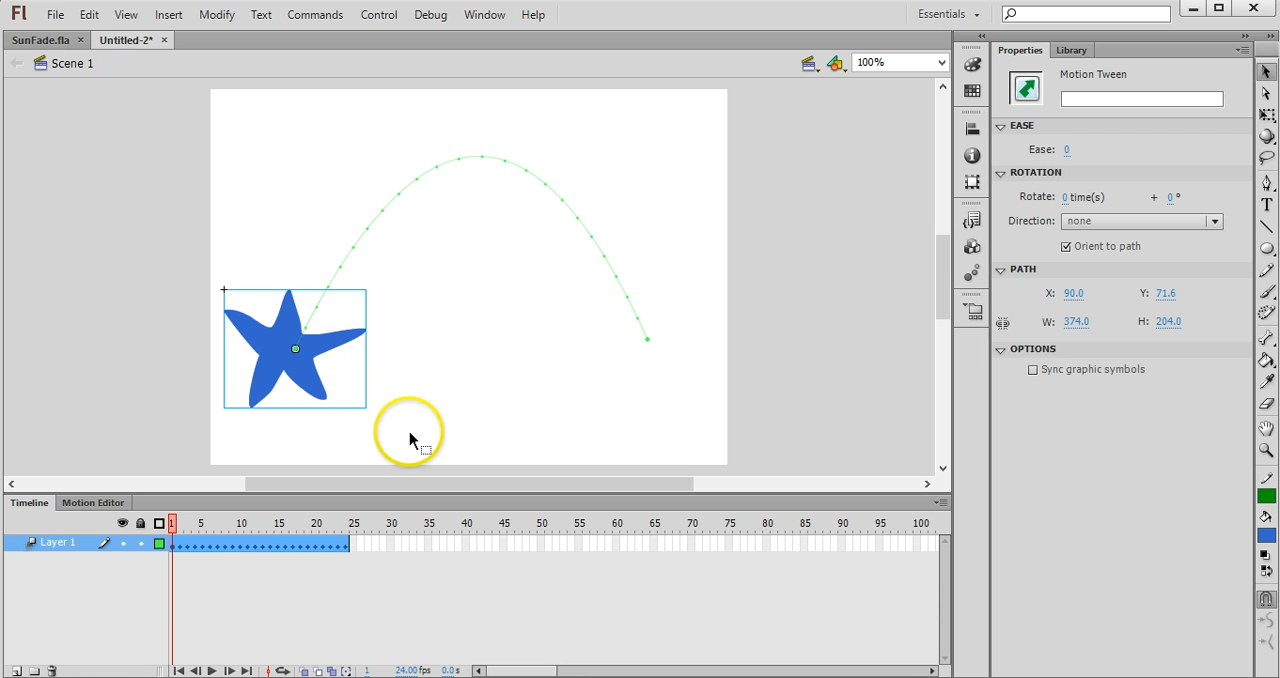 Fl File Edit View Insert Modify Text Commands Control Debug Window Help Essentials
SunFade.fla × Untitled-2* ×
Scene 1 100%
Properties Library
Motion Tween
EASE
Ease: 0
ROTATION
Rotate: 0 time(s) + 0 °
Direction: none
Orient to path
PATH
X: 90.0 Y: 71.6
W: 374.0 H: 204.0
OPTIONS
Sync graphic symbols
Timeline Motion Editor
1 5 10 15 20 25 30 35 40 45 50 55 60 65 70 75 80 85 90 95 100
Layer 1
1 24.00 fps 0.0 s